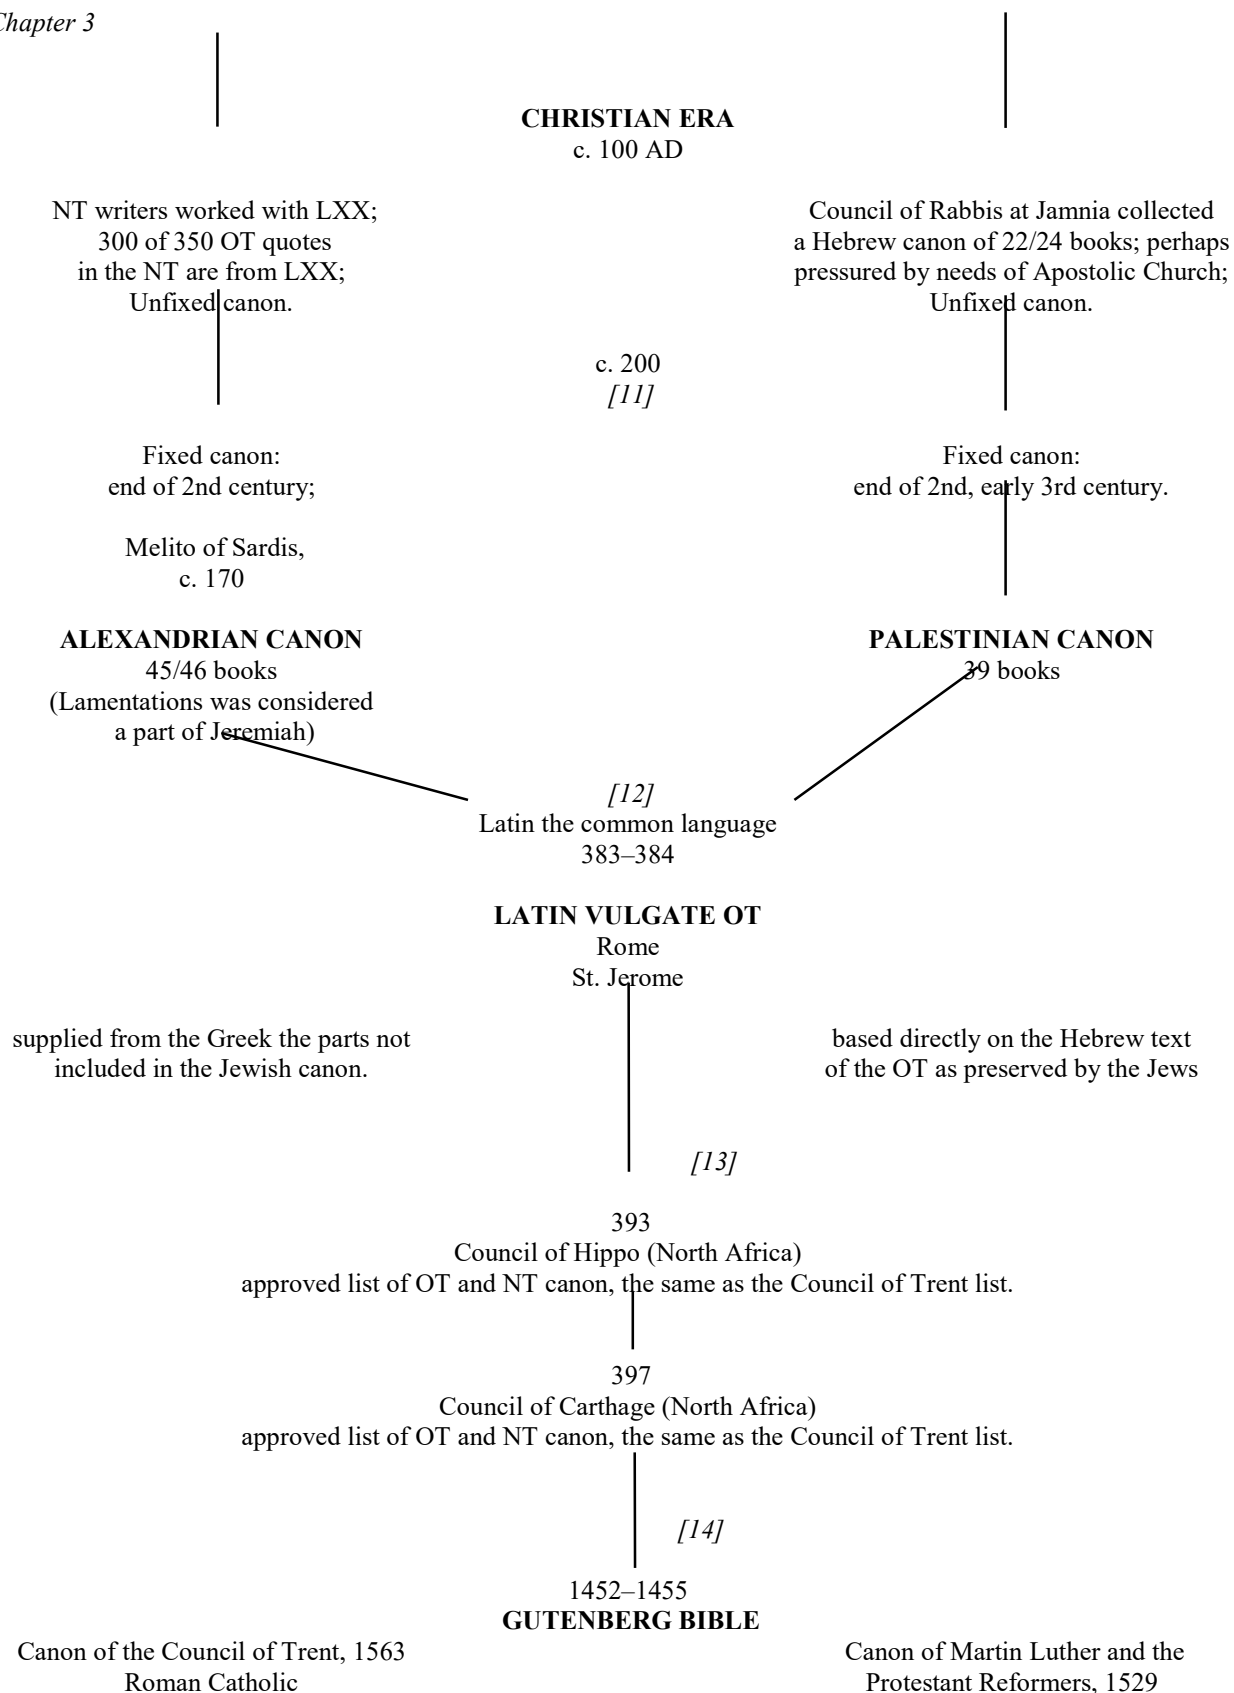 Chapter 3
CHRISTIAN ERA
c. 100 AD
NT writers worked with LXX;
300 of 350 OT quotes
in the NT are from LXX;
Unfixed canon.
Council of Rabbis at Jamnia collected
a Hebrew canon of 22/24 books; perhaps
pressured by needs of Apostolic Church;
Unfixed canon.
c. 200
[11]
Fixed canon:
end of 2nd century;
Melito of Sardis,
c. 170
Fixed canon:
end of 2nd, early 3rd century.
ALEXANDRIAN CANON
45/46 books
(Lamentations was considered
a part of Jeremiah)
PALESTINIAN CANON
39 books
[12]
Latin the common language
383–384
LATIN VULGATE OT
Rome
St. Jerome
supplied from the Greek the parts not
included in the Jewish canon.
based directly on the Hebrew text
of the OT as preserved by the Jews
[13]
393
Council of Hippo (North Africa)
approved list of OT and NT canon, the same as the Council of Trent list.
397
Council of Carthage (North Africa)
approved list of OT and NT canon, the same as the Council of Trent list.
[14]
1452–1455
GUTENBERG BIBLE
Canon of the Council of Trent, 1563
Roman Catholic
Canon of Martin Luther and the
Protestant Reformers, 1529